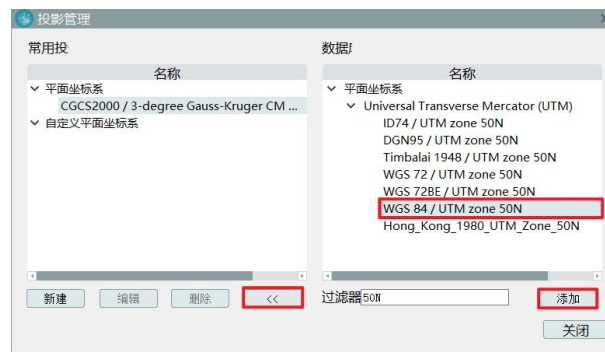 投影管理
常用投
名称
平面坐标系
CGCS2000 / 3-degree Gauss-Kruger CM ...
自定义平面坐标系
新建
编辑
删除
<<
数据库
名称
平面坐标系
Universal Transverse Mercator (UTM)
ID74 / UTM zone 50N
DGN95 / UTM zone 50N
Timbalai 1948 / UTM zone 50N
WGS 72 / UTM zone 50N
WGS 72BE / UTM zone 50N
WGS 84 / UTM zone 50N
Hong_Kong_1980_UTM_Zone_50N
过滤器 50N
添加
关闭